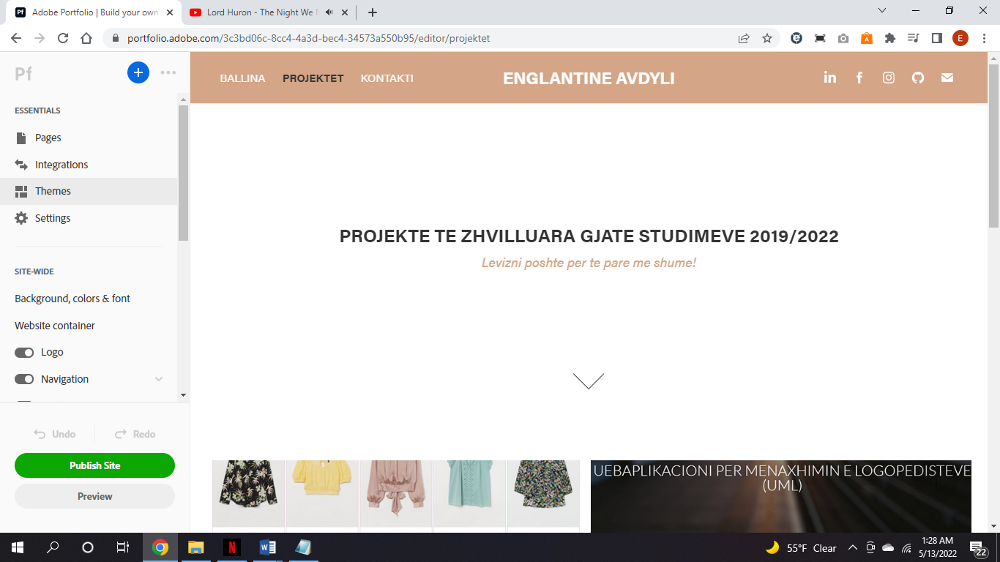 Adobe Portfolio | Build your own
Lord Huron - The Night We
portfolio.adobe.com/3c3bd06c-8cc4-4a3d-bec4-34573a550b95/editor/projektet
E
Pf
ESSENTIALS
Pages
Integrations
Themes
Settings
SITE-WIDE
Background, colors & font
Website container
Logo
Navigation
Undo
Redo
Publish Site
Preview
BALLINA
PROJEKTET
KONTAKTI
ENGLANTINE AVDYLI
PROJEKTE TE ZHVILLUARA GJATE STUDIMEVE 2019/2022
Levizni poshte per te pare me shume!
UEBAPLIKACIONI PER MENAXHIMIN E LOGOPEDISTEVE
(UML)
55°F Clear
1:28 AM
5/13/2022
22